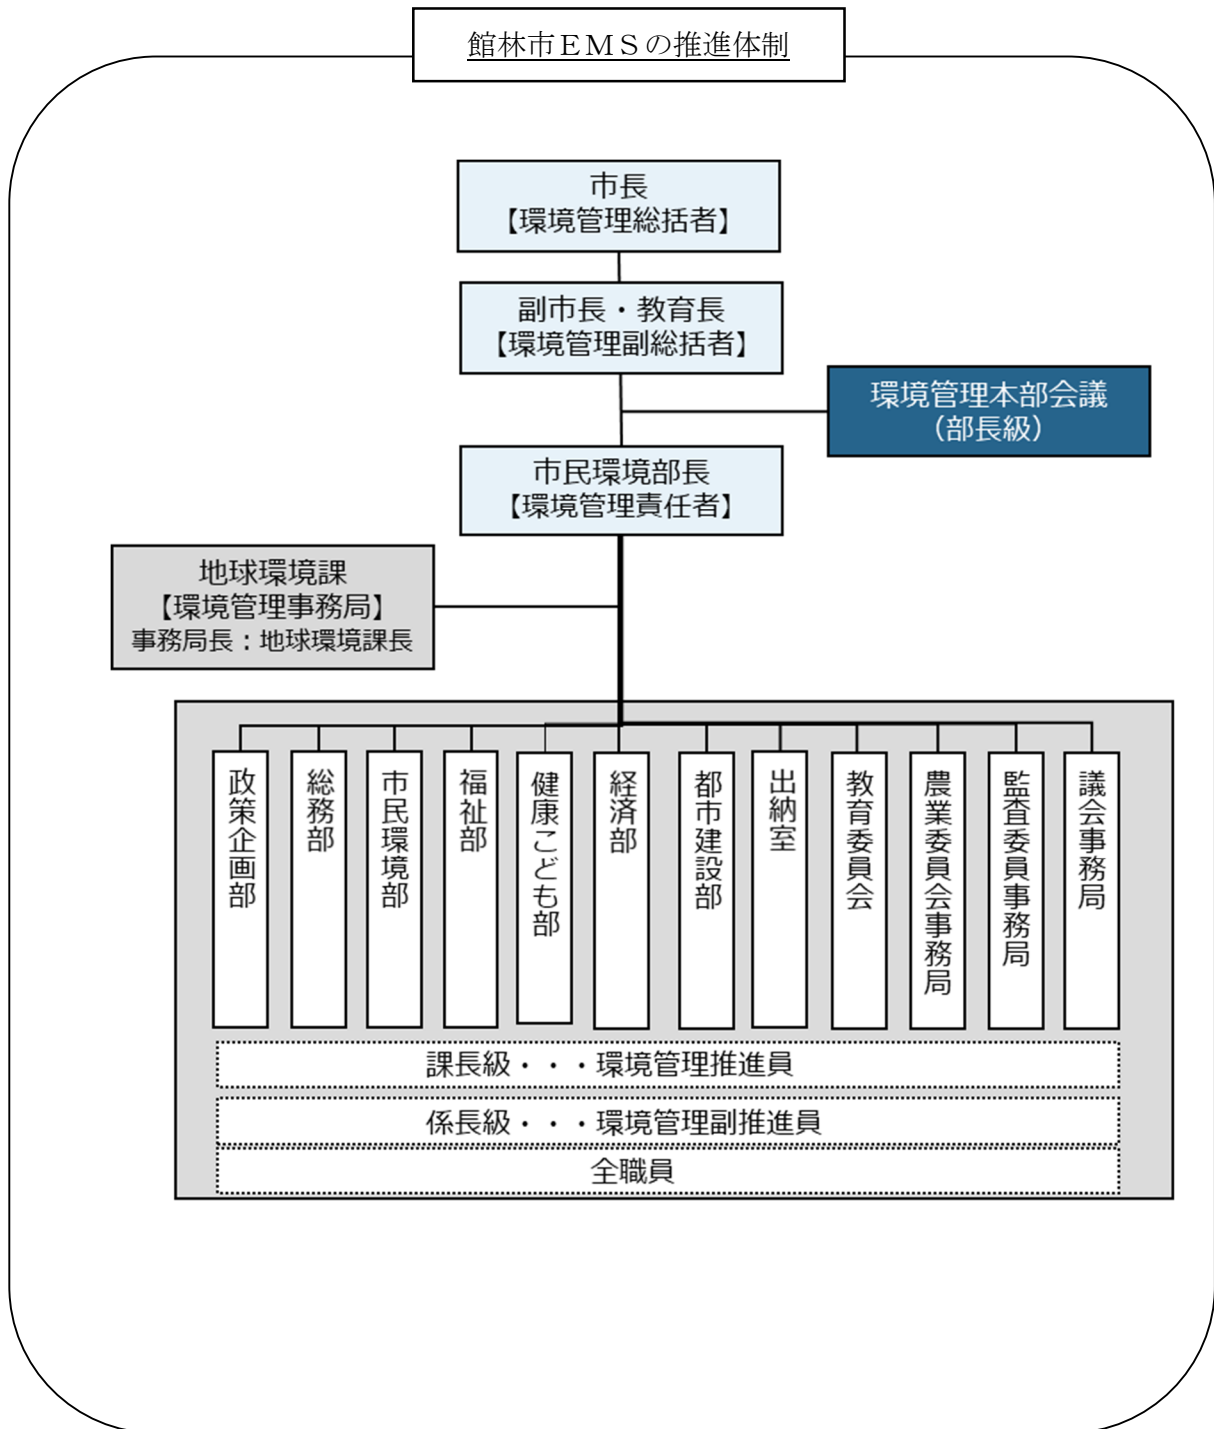 館林市ＥＭＳの推進体制
市長
【環境管理総括者】
副市長・教育長
【環境管理副総括者】
環境管理本部会議
（部長級）
市民環境部長
【環境管理責任者】
地球環境課
【環境管理事務局】
事務局長：地球環境課長
政策企画部
総務部
市民環境部
福祉部
健康こども部
経済部
都市建設部
出納室
教育委員会
農業委員会事務局
監査委員事務局
議会事務局
課長級・・・環境管理推進員
係長級・・・環境管理副推進員
全職員